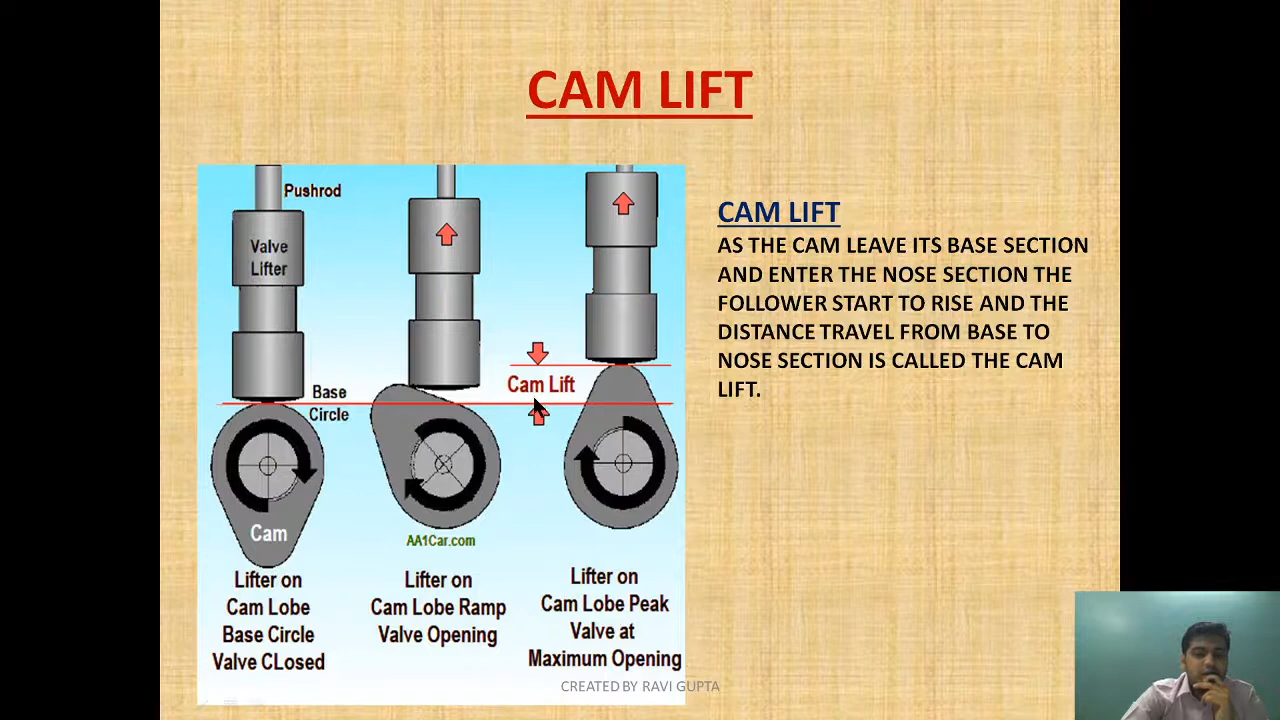 CAM LIFT
Pushrod
Valve
Lifter
Base
Circle
Cam Lift
Cam
AA1Car.com
Lifter on
Cam Lobe
Base Circle
Valve CLosed
Lifter on
Cam Lobe Ramp
Valve Opening
Lifter on
Cam Lobe Peak
Valve at
Maximum Opening
CAM LIFT
AS THE CAM LEAVE ITS BASE SECTION
AND ENTER THE NOSE SECTION THE
FOLLOWER START TO RISE AND THE
DISTANCE TRAVEL FROM BASE TO
NOSE SECTION IS CALLED THE CAM
LIFT.
CREATED BY RAVI GUPTA